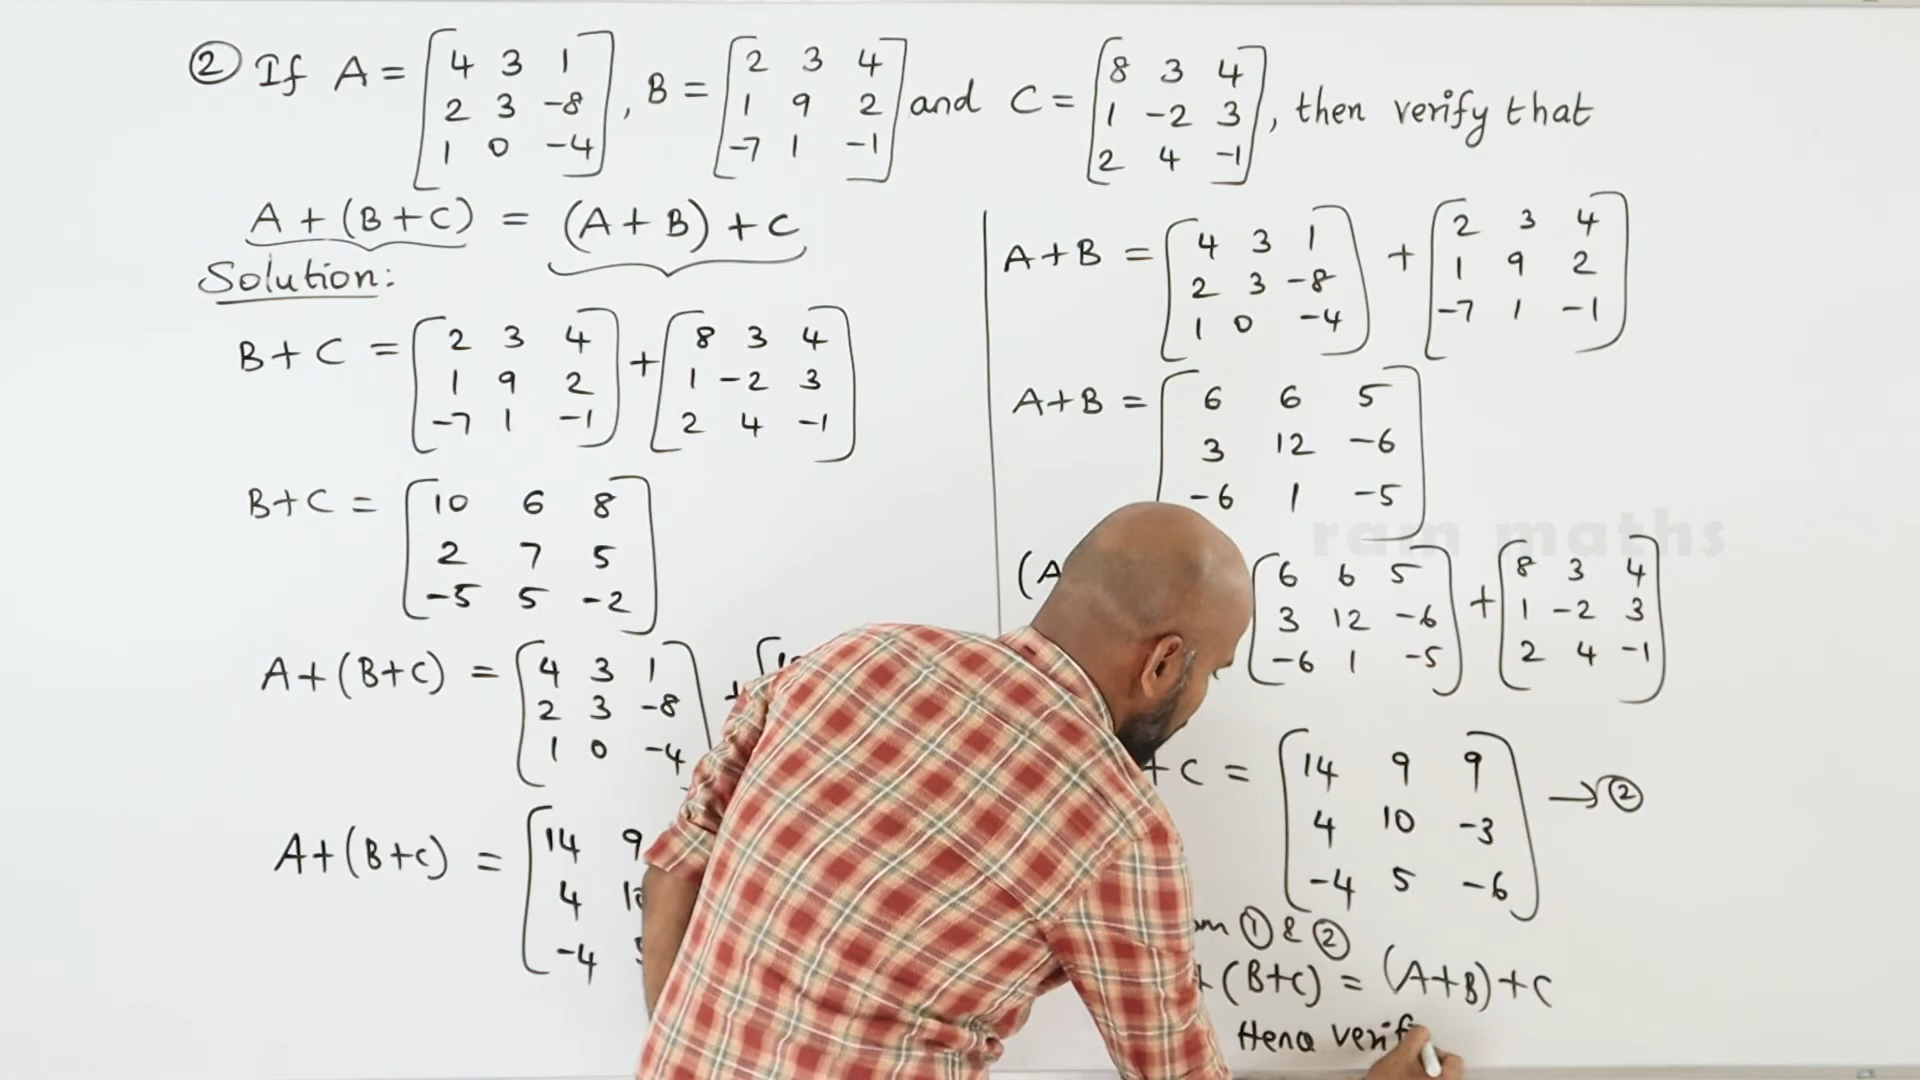 ② If A = [4 3 1; 2 3 -8; 1 0 -4], B = [2 3 4; 1 9 2; -7 1 -1] and C = [8 3 4; 1 -2 3; 2 4 -1], then verify that
A + (B + C) = (A + B) + C
Solution:
B + C = [2 3 4; 1 9 2; -7 1 -1] + [8 3 4; 1 -2 3; 2 4 -1]
B + C = [10 6 8; 2 7 5; -5 5 -2]
A + (B + C) = [4 3 1; 2 3 -8; 1 0 -4] +
A + (B + C) = [14 9
4
-4
A + B = [4 3 1; 2 3 -8; 1 0 -4] + [2 3 4; 1 9 2; -7 1 -1]
A + B = [6 6 5; 3 12 -6; -6 1 -5]
(A [6 6 5; 3 12 -6; -6 1 -5] + [8 3 4; 1 -2 3; 2 4 -1]
+ C = [14 9 9; 4 10 -3; -4 5 -6] → ②
① & ②
+ (B + C) = (A + B) + C
Hence verif
ram maths